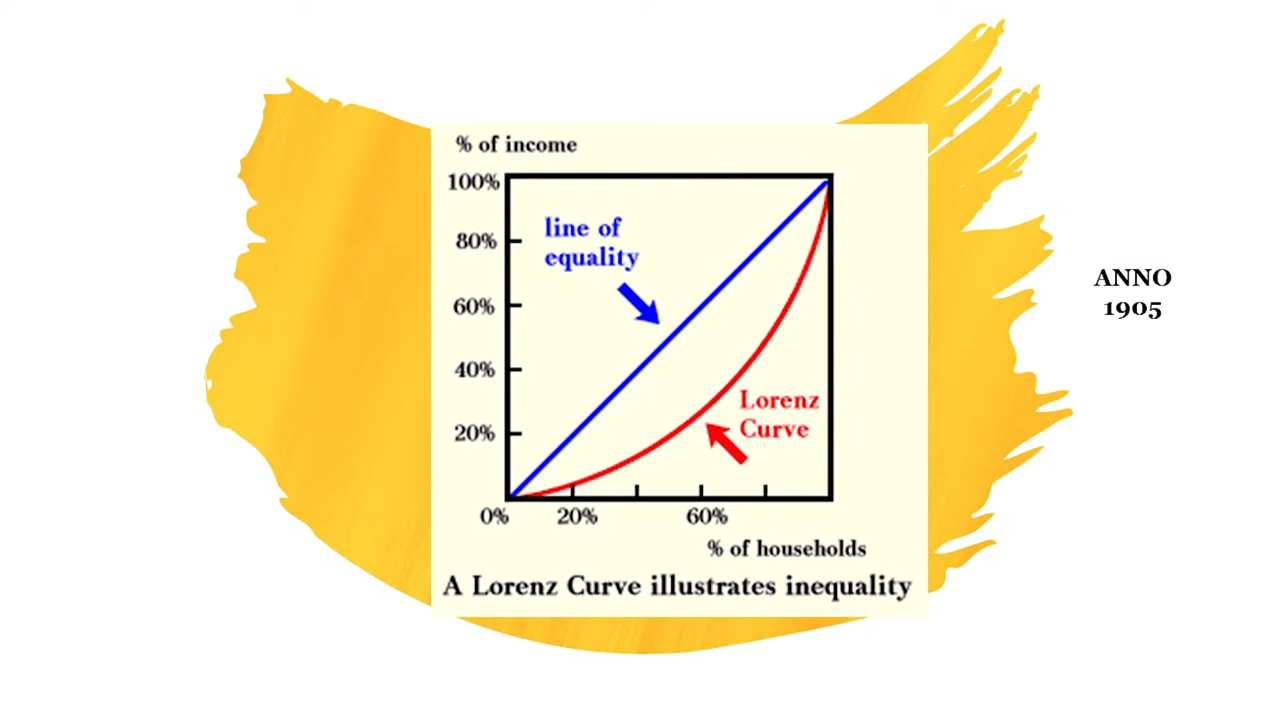 % of income
100%
80%
60%
40%
20%
line of
equality
Lorenz
Curve
0%
20%
60%
% of households
A Lorenz Curve illustrates inequality
ANNO
1905